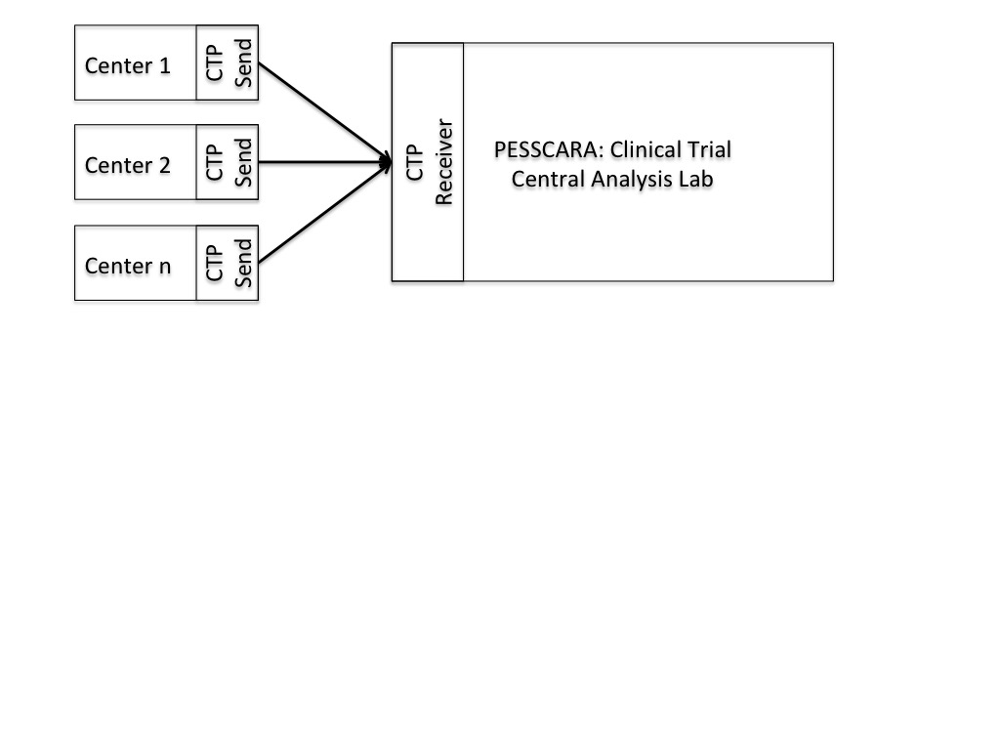 Center 1
CTP
Send
Center 2
CTP
Send
Center n
CTP
Send
CTP
Receiver
PESSCARA: Clinical Trial
Central Analysis Lab